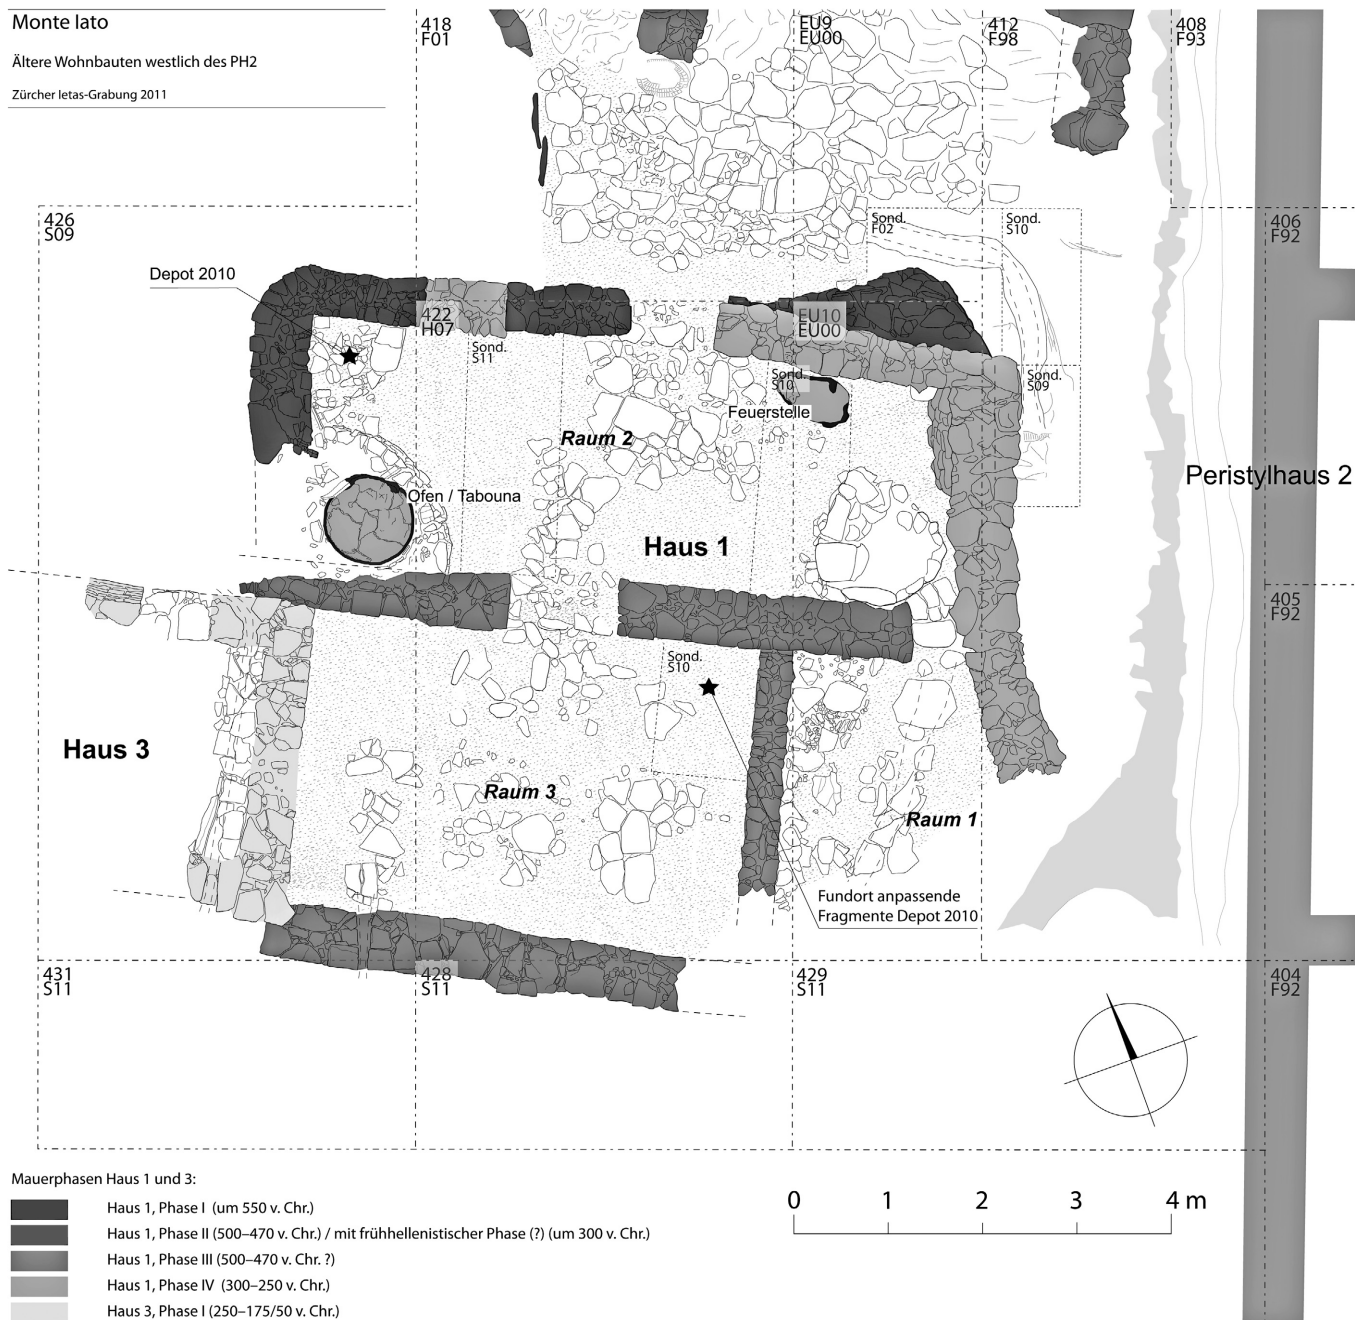 Monte Iato
Ältere Wohnbauten westlich des PH2
Zürcher Ietas-Grabung 2011
418
F01
EU9
EU00
412
F98
408
F93
426
S09
Sond.
F02
Sond.
S10
406
F92
Depot 2010
422
H07
Sond.
S11
EU10
EU00
Sond.
S10
Feuerstelle
Sond.
S09
Raum 2
Peristylhaus 2
Ofen / Tabouna
Haus 1
405
F92
Sond.
S10
Haus 3
Raum 3
Raum 1
Fundort anpassende
Fragmente Depot 2010
431
S11
428
S11
429
S11
404
F92
Mauerphasen Haus 1 und 3:
Haus 1, Phase I (um 550 v. Chr.)
Haus 1, Phase II (500–470 v. Chr.) / mit frühhellenistischer Phase (?) (um 300 v. Chr.)
Haus 1, Phase III (500–470 v. Chr. ?)
Haus 1, Phase IV (300–250 v. Chr.)
Haus 3, Phase I (250–175/50 v. Chr.)
0 1 2 3 4 m